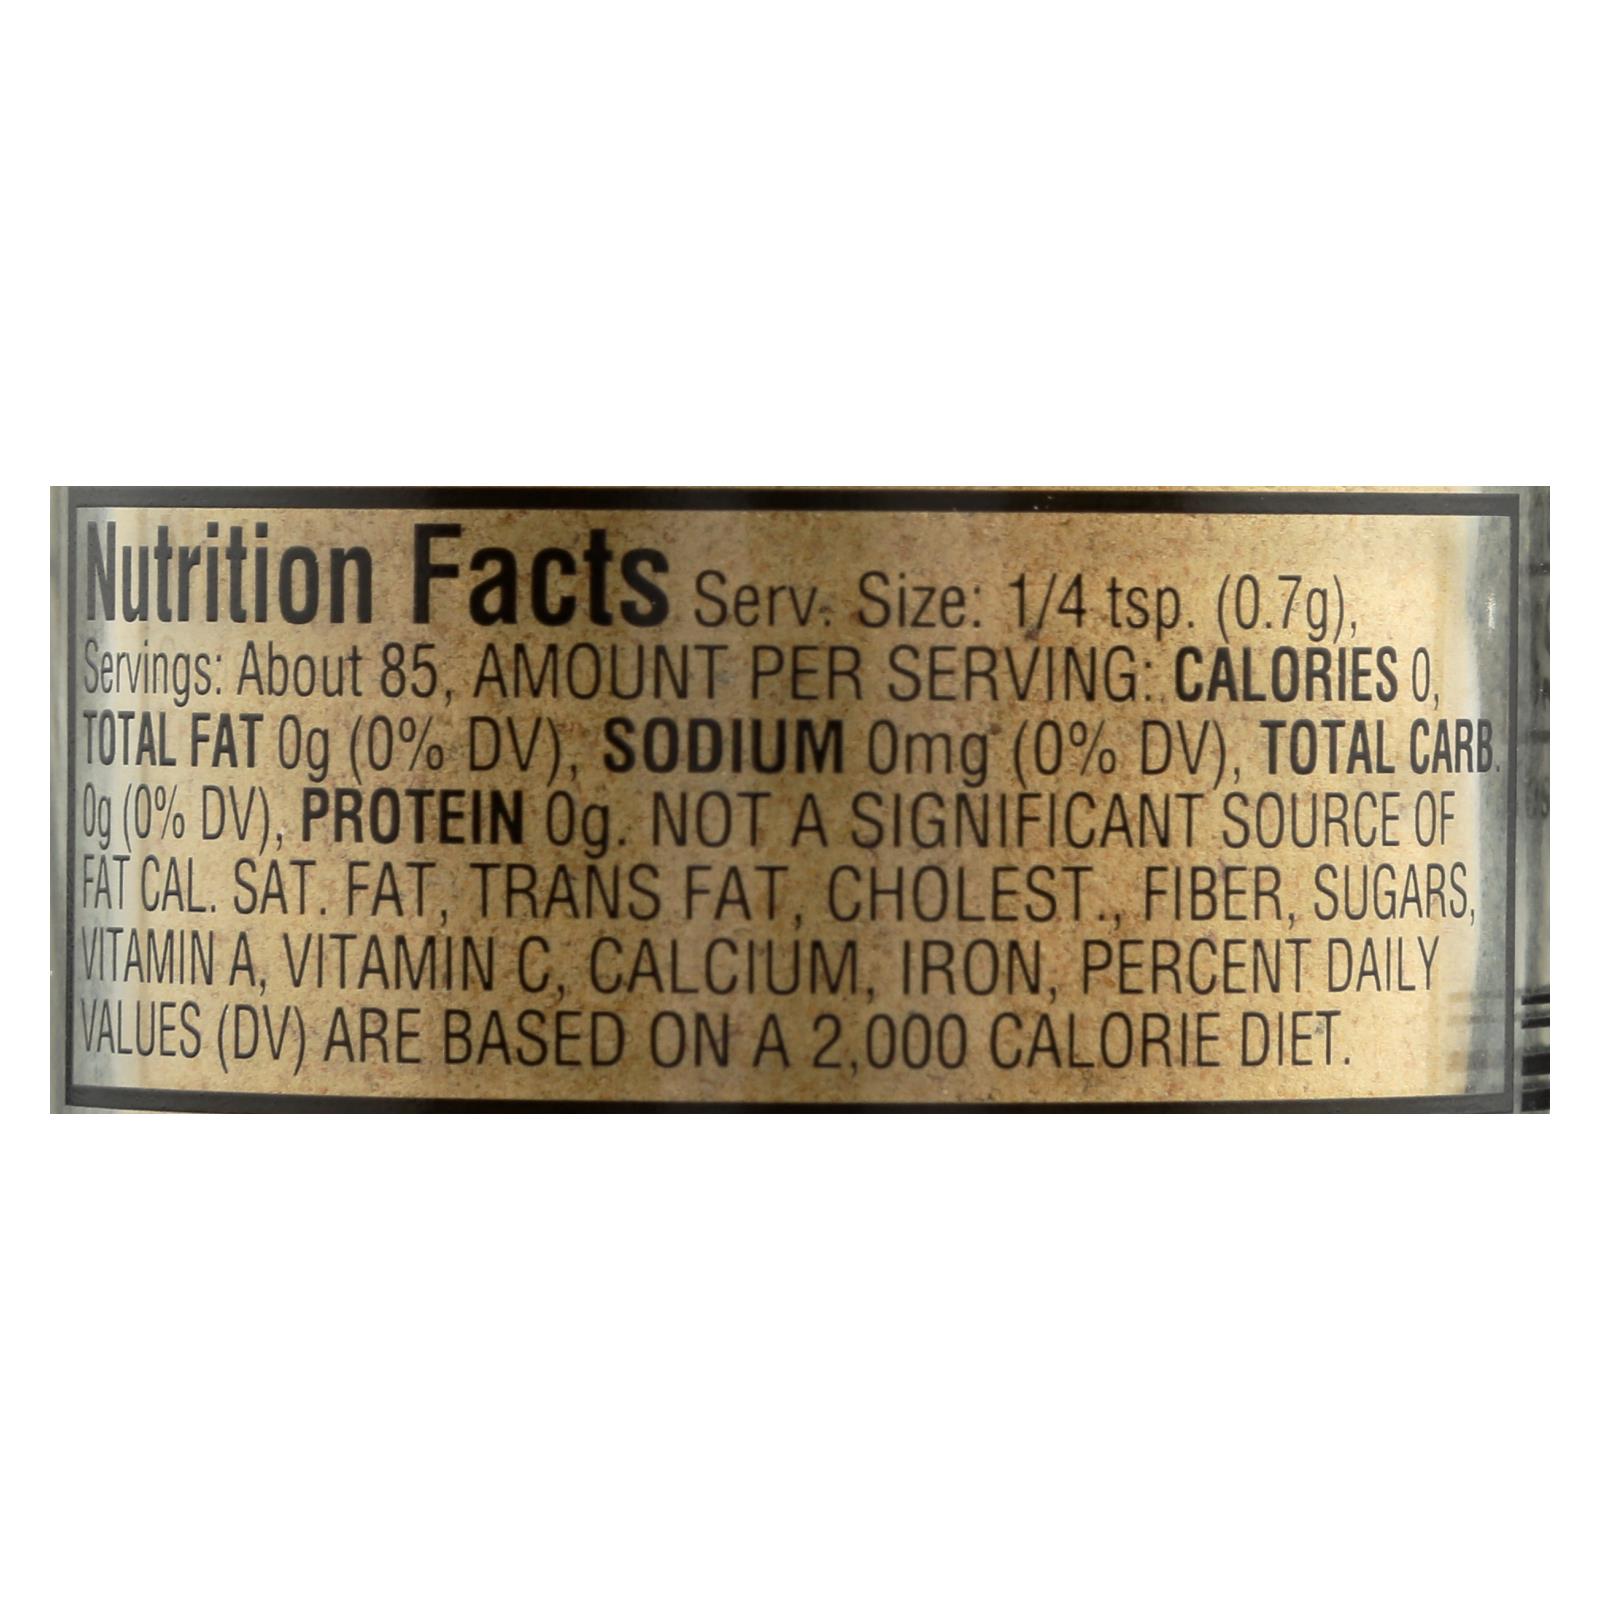 Nutrition Facts Serv. Size: 1/4 tsp. (0.7g),
Servings: About 85, AMOUNT PER SERVING: CALORIES 0,
TOTAL FAT 0g (0% DV), SODIUM 0mg (0% DV), TOTAL CARB.
0g (0% DV), PROTEIN 0g. NOT A SIGNIFICANT SOURCE OF
FAT CAL. SAT. FAT, TRANS FAT, CHOLEST., FIBER, SUGARS,
VITAMIN A, VITAMIN C, CALCIUM, IRON, PERCENT DAILY
VALUES (DV) ARE BASED ON A 2,000 CALORIE DIET.